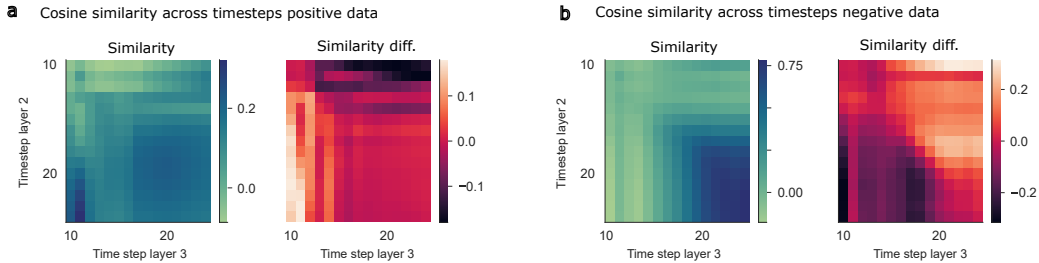 a Cosine similarity across timesteps positive data
Similarity
Similarity diff.
10
20
Timestep layer 2
10
20
Time step layer 3
0.2
0.0
10
20
Time step layer 3
0.1
0.0
−0.1
b Cosine similarity across timesteps negative data
Similarity
Similarity diff.
10
20
Timestep layer 2
10
20
Time step layer 3
0.75
0.00
10
20
Time step layer 3
0.2
0.0
−0.2